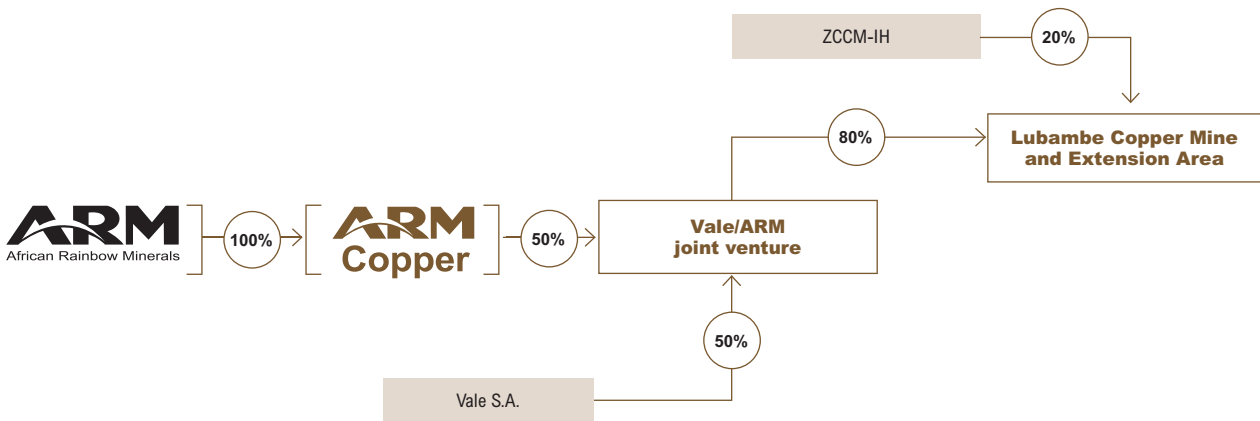 ZCCM-IH
20%
80%
Lubambe Copper Mine
and Extension Area
ARM
African Rainbow Minerals
100%
ARM
Copper
50%
Vale/ARM
joint venture
50%
Vale S.A.